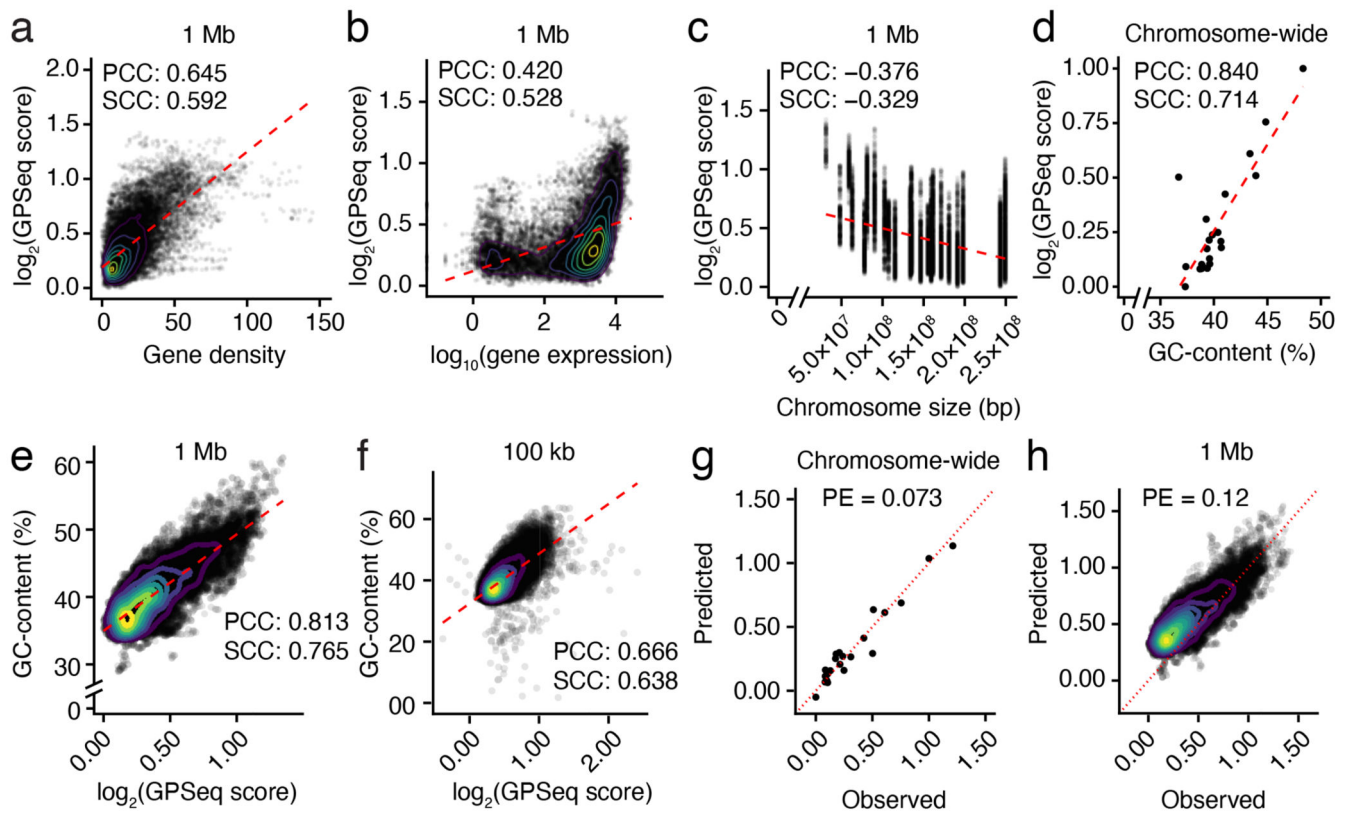 a
1 Mb
PCC: 0.645
SCC: 0.592
log2(GPSeq score)
2.0
1.5
1.0
0.5
0.0
0
50
100
150
Gene density
b
1 Mb
PCC: 0.420
SCC: 0.528
log2(GPSeq score)
1.5
1.0
0.5
0.0
0
2
4
log10(gene expression)
c
1 Mb
PCC: −0.376
SCC: −0.329
log2(GPSeq score)
1.5
1.0
0.5
0.0
0
5.0×10⁷
1.0×10⁸
1.5×10⁸
2.0×10⁸
2.5×10⁸
Chromosome size (bp)
d
Chromosome-wide
PCC: 0.840
SCC: 0.714
log2(GPSeq score)
1.00
0.75
0.50
0.25
0.00
0
35
40
45
50
GC-content (%)
e
1 Mb
GC-content (%)
60
50
40
30
0
PCC: 0.813
SCC: 0.765
0.00
0.50
1.00
log2(GPSeq score)
f
100 kb
GC-content (%)
60
40
20
00
PCC: 0.666
SCC: 0.638
0.00
1.00
2.00
log2(GPSeq score)
g
Chromosome-wide
PE = 0.073
Predicted
1.50
1.00
0.50
0.00
0.00
0.50
1.00
1.50
Observed
h
1 Mb
PE = 0.12
Predicted
1.50
1.00
0.50
0.00
0.00
0.50
1.00
1.50
Observed